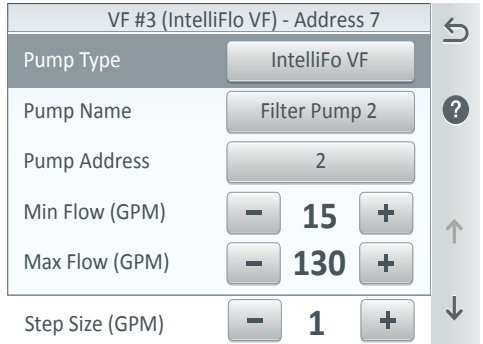 VF #3 (IntelliFlo VF) - Address 7
Pump Type IntelliFo VF
Pump Name Filter Pump 2
?
Pump Address 2
Min Flow (GPM) - 15 +
Max Flow (GPM) - 130 +
Step Size (GPM) - 1 +